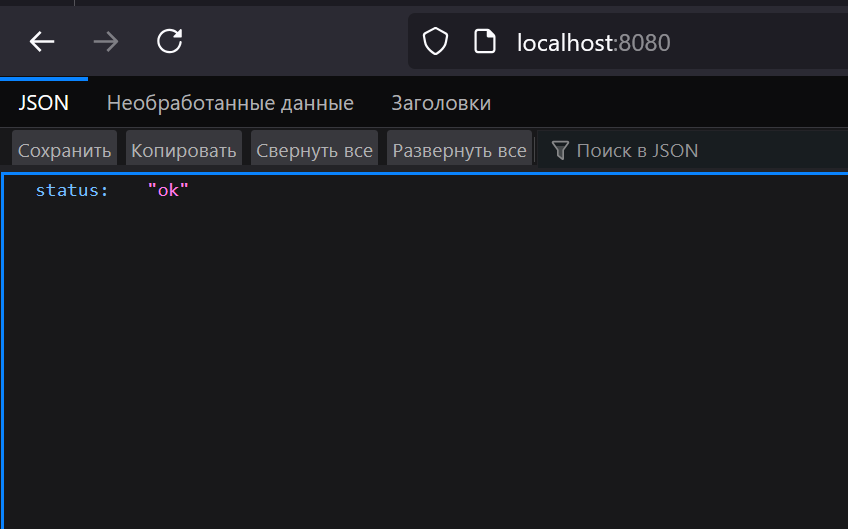 localhost:8080
JSON Необработанные данные Заголовки
Сохранить Копировать Свернуть все Развернуть все Поиск в JSON
status: "ok"